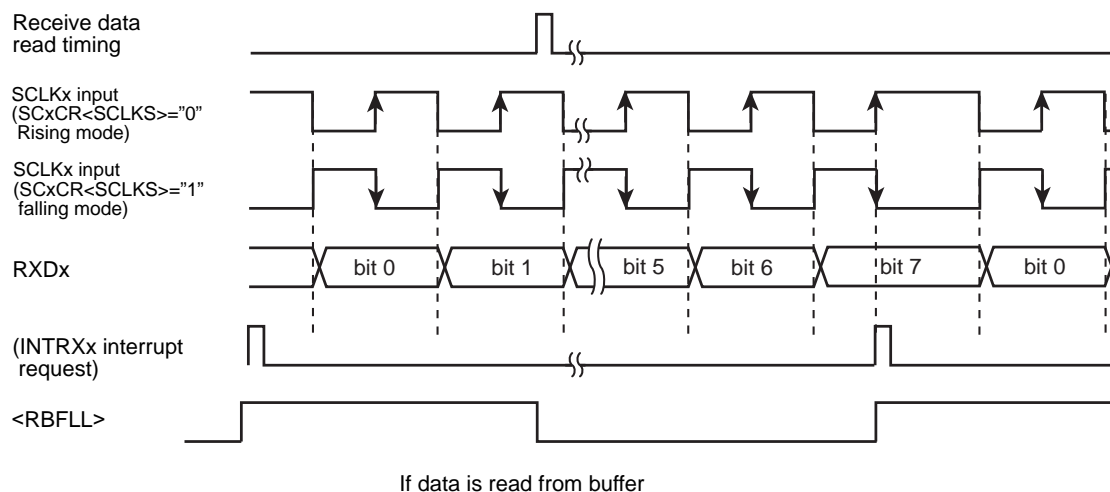 Receive data
read timing
SCLKx input
(SCxCR<SCLKS>="0"
Rising mode)
SCLKx input
(SCxCR<SCLKS>="1"
falling mode)
RXDx
bit 0
bit 1
bit 5
bit 6
bit 7
bit 0
(INTRXx interrupt
request)
<RBFLL>
If data is read from buffer